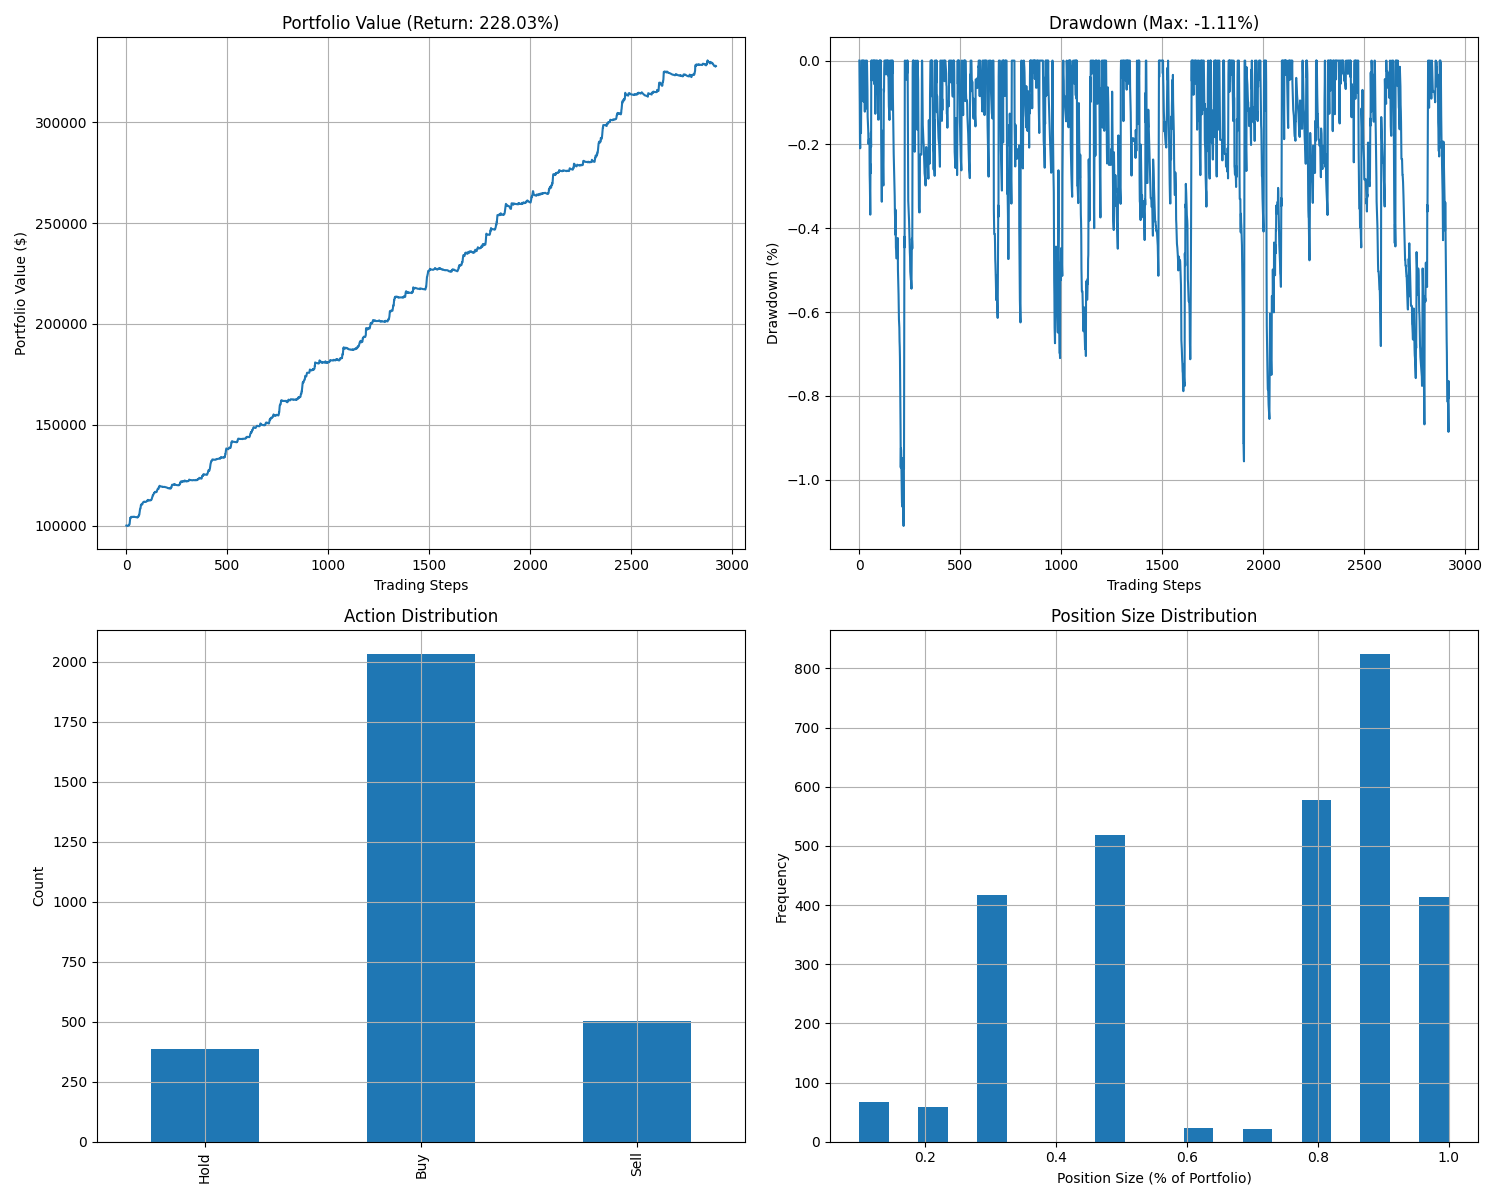 Portfolio Value (Return: 228.03%)
300000
250000
200000
150000
100000
Portfolio Value ($)
0 500 1000 1500 2000 2500 3000
Trading Steps
Drawdown (Max: -1.11%)
0.0
−0.2
−0.4
−0.6
−0.8
−1.0
Drawdown (%)
0 500 1000 1500 2000 2500 3000
Trading Steps
Action Distribution
2000
1750
1500
1250
1000
750
500
250
0
Count
Hold Buy Sell
Position Size Distribution
800
700
600
500
400
300
200
100
0
Frequency
0.2 0.4 0.6 0.8 1.0
Position Size (% of Portfolio)